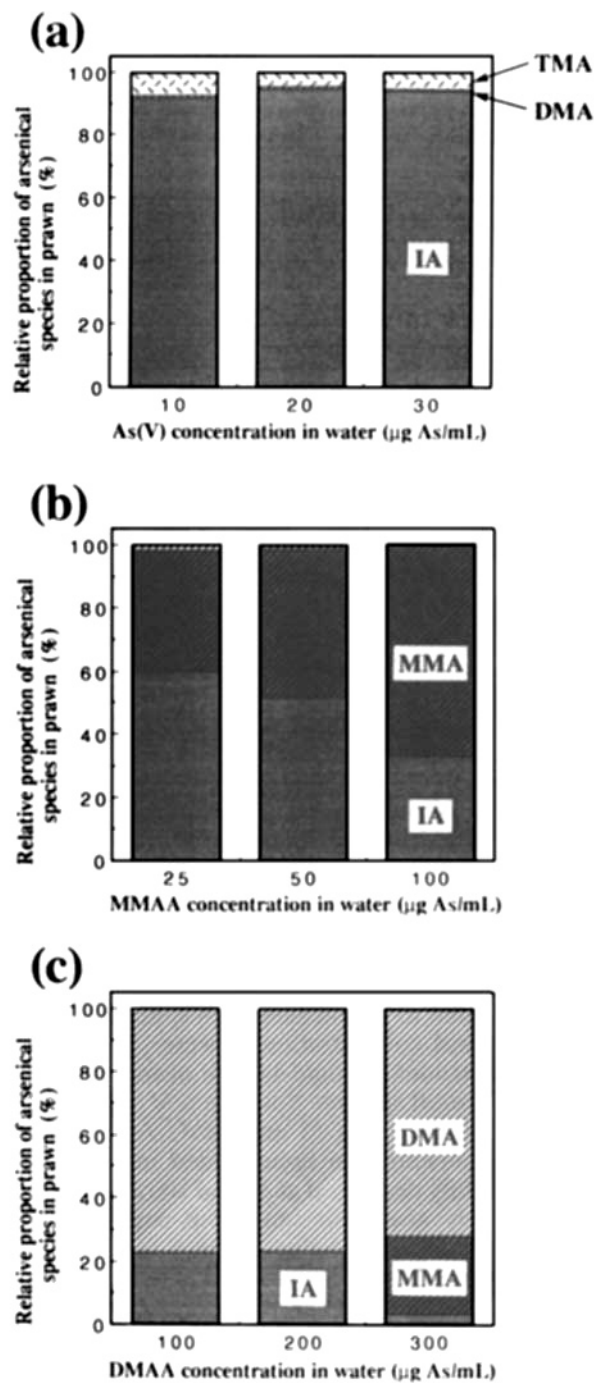 (a)
Relative proportion of arsenical
species in prawn (%)
100
80
60
40
20
0
TMA
DMA
IA
10 20 30
As(V) concentration in water (µg As/mL)
(b)
Relative proportion of arsenical
species in prawn (%)
100
80
60
40
20
0
MMA
IA
25 50 100
MMAA concentration in water (µg As/mL)
(c)
Relative proportion of arsenical
species in prawn (%)
100
80
60
40
20
0
DMA
IA
MMA
100 200 300
DMAA concentration in water (µg As/mL)